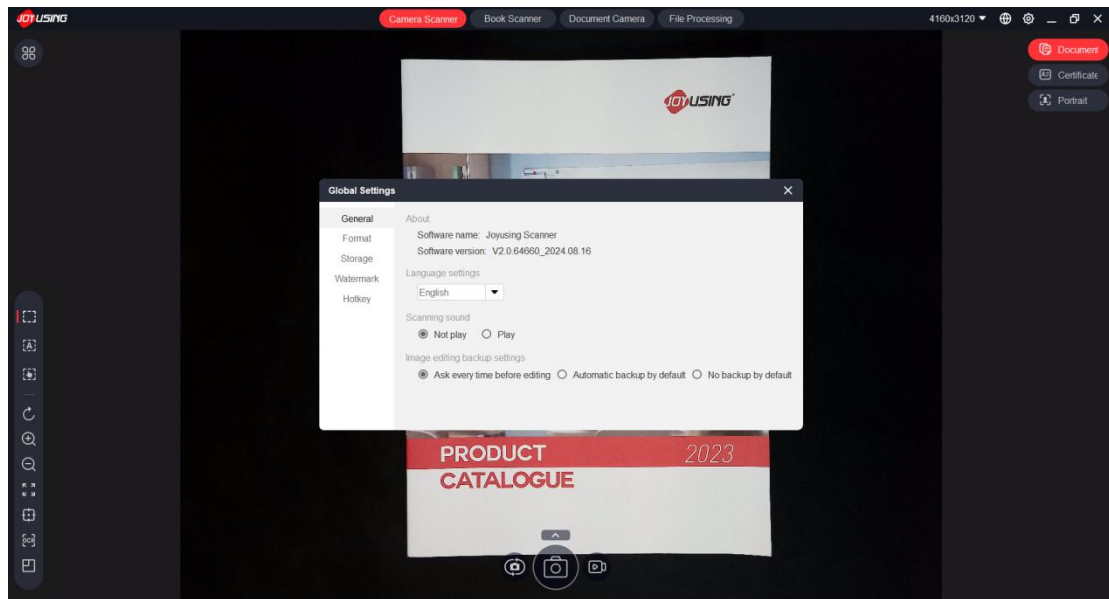 JOYUSING
Camera Scanner Book Scanner Document Camera File Processing
4160x3120
Document
Certificate
Portrait
JOYUSING
Global Settings
General
Format
Storage
Watermark
Hotkey
About
Software name: Joyusing Scanner
Software version: V2.0.64660_2024.08.16
Language settings
English
Scanning sound
Not play Play
Image editing backup settings
Ask every time before editing Automatic backup by default No backup by default
A
OCR
PRODUCT 2023
CATALOGUE